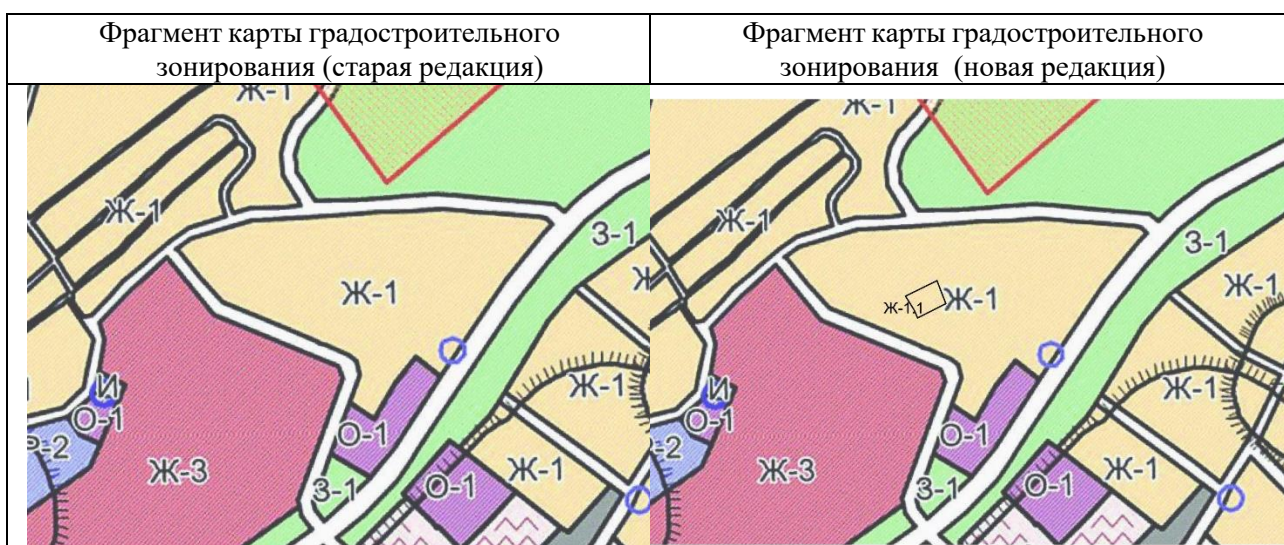 Фрагмент карты градостроительного
зонирования (старая редакция)
Фрагмент карты градостроительного
зонирования (новая редакция)
Ж-1
Ж-1
З-1
Ж-1
И
О-1
Ж-1
О-1
Ж-3
Ж-1
З-1
О-1
Ж-1
Ж-1
З-1
Ж-1
Ж-1
Ж-1.1
И
О-1
Ж-1
О-1
Ж-3
Ж-1
З-1
О-1